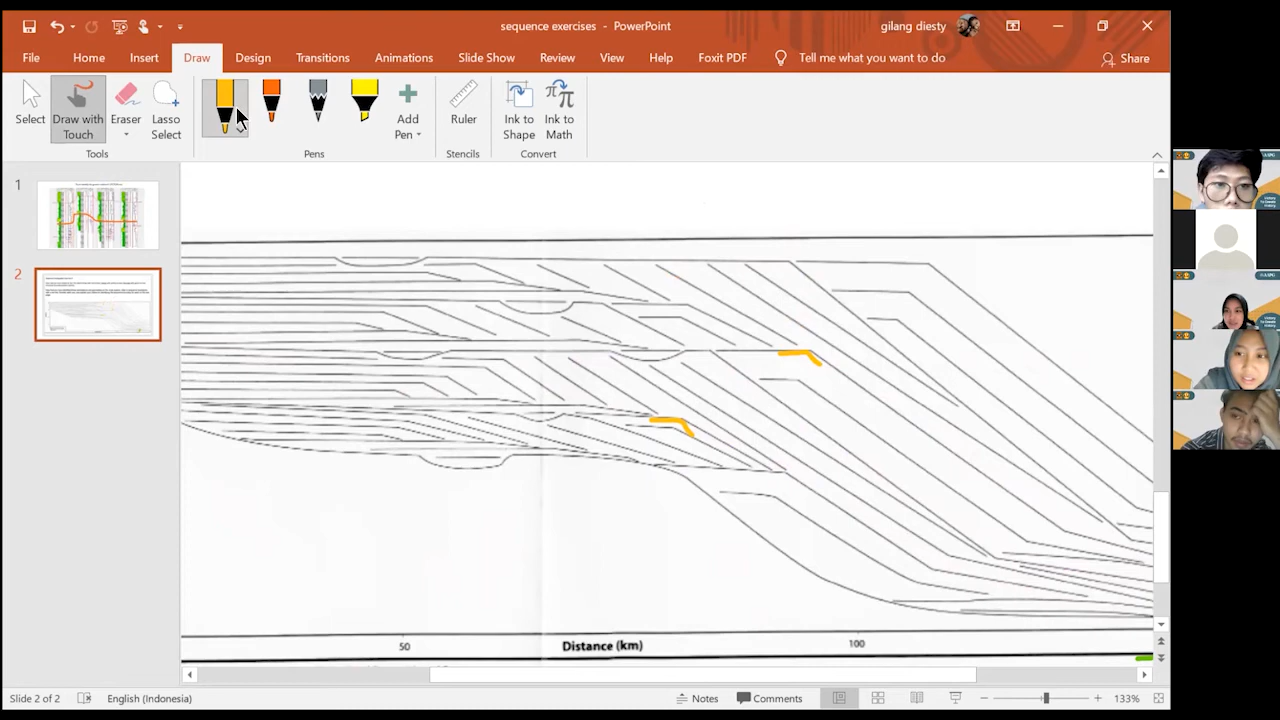 sequence exercises - PowerPoint
gilang diesty
File Home Insert Draw Design Transitions Animations Slide Show Review View Help Foxit PDF Tell me what you want to do Share
Select
Draw with Touch
Eraser
Lasso Select
Add Pen
Ruler
Ink to Shape
Ink to Math
Tools Pens Stencils Convert
1
2
50 Distance (km) 100
Slide 2 of 2 English (Indonesia) Notes Comments 133%